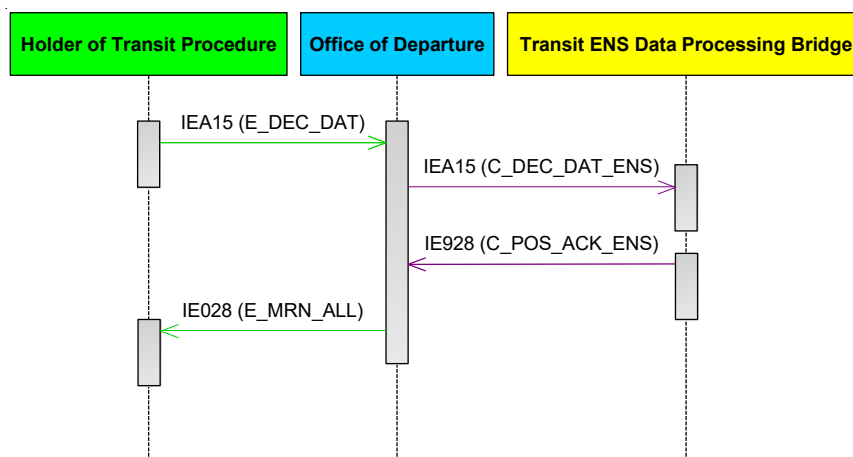 Holder of Transit Procedure
Office of Departure
Transit ENS Data Processing Bridge
IEA15 (E_DEC_DAT)
IEA15 (C_DEC_DAT_ENS)
IE928 (C_POS_ACK_ENS)
IE028 (E_MRN_ALL)